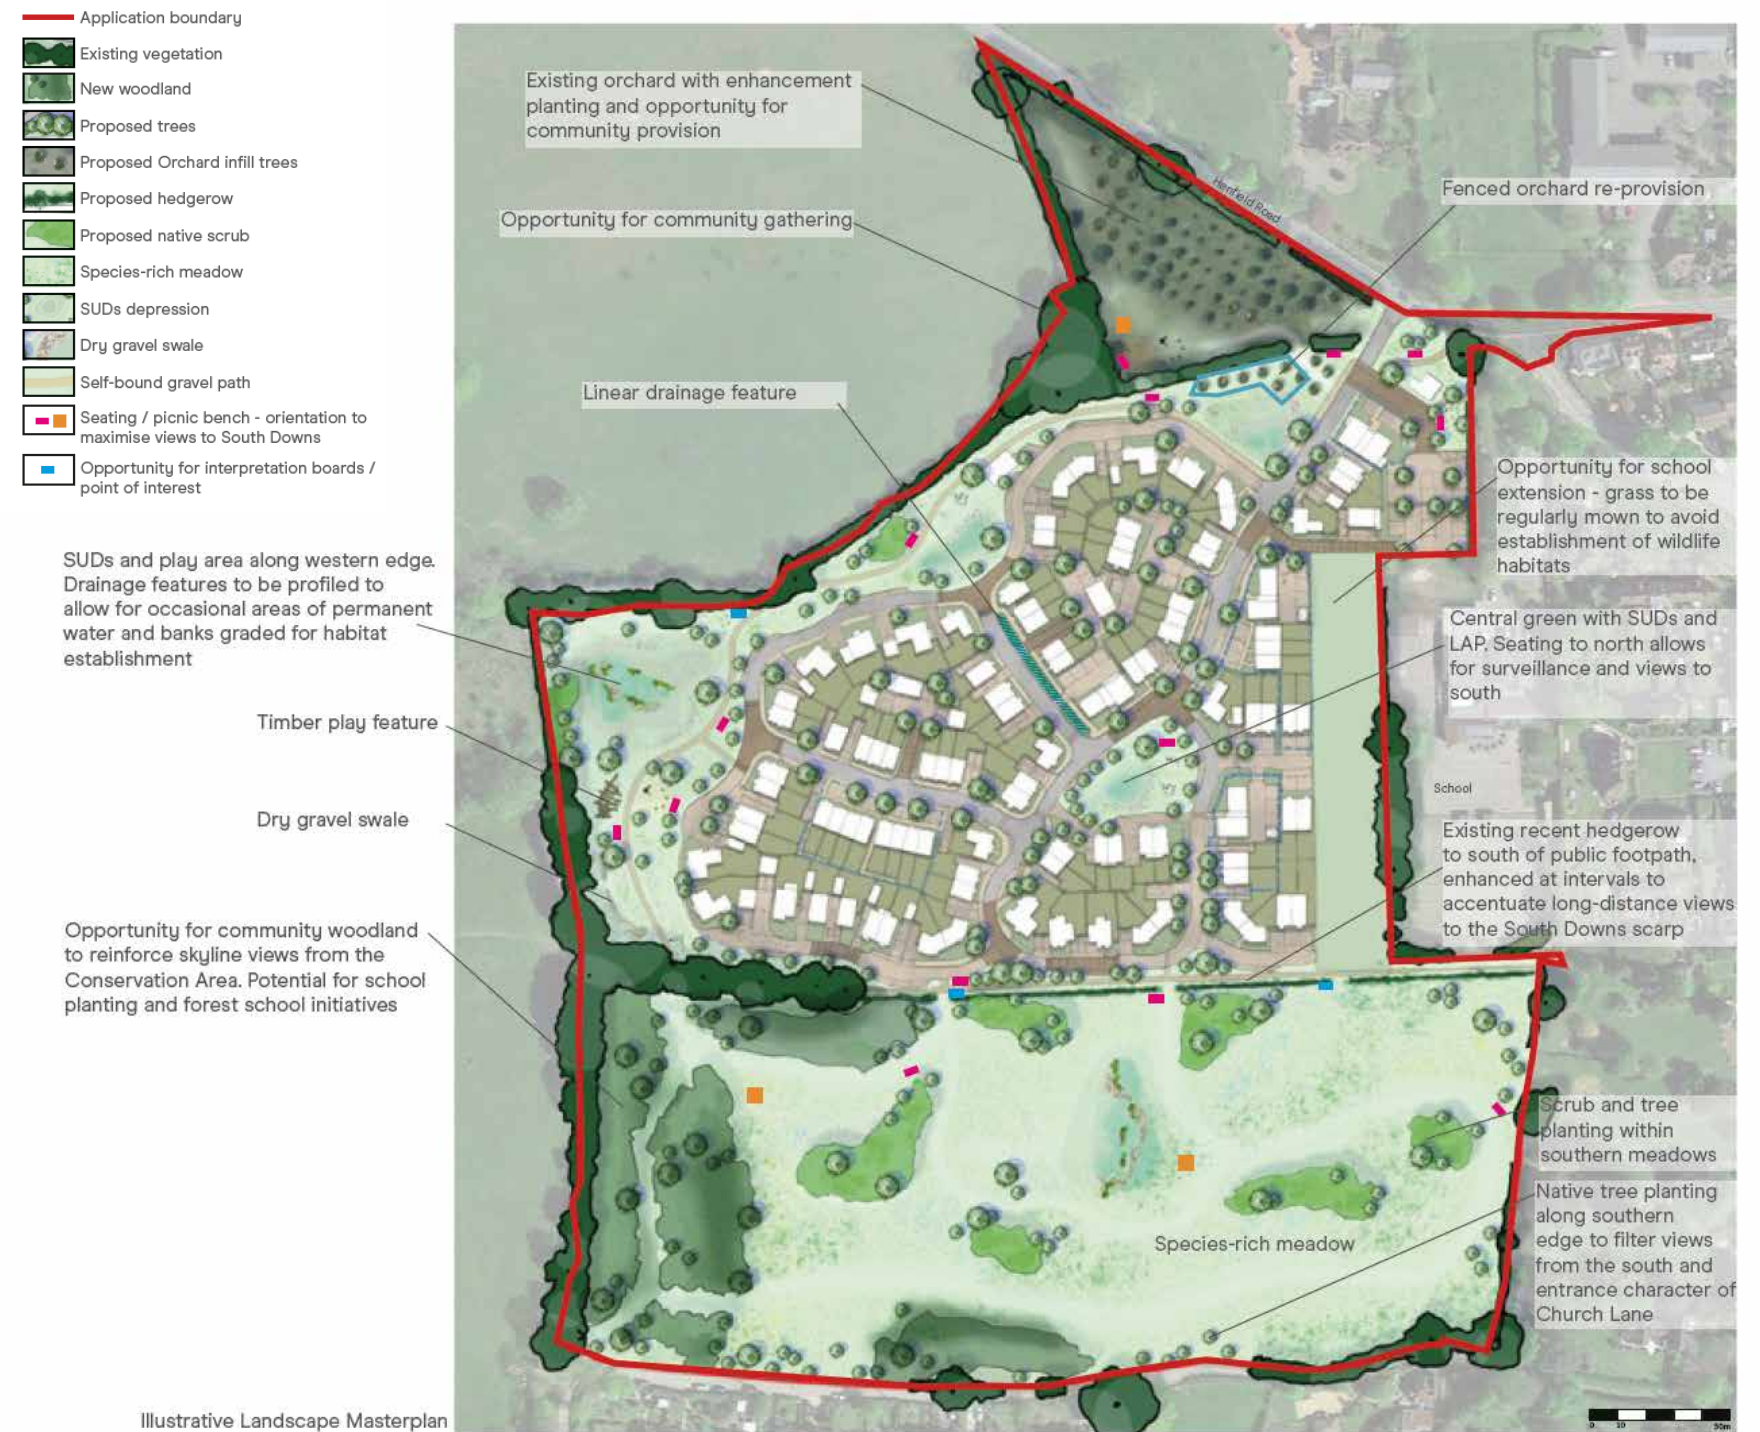 Application boundary
Existing vegetation
New woodland
Proposed trees
Proposed Orchard infill trees
Proposed hedgerow
Proposed native scrub
Species-rich meadow
SUDs depression
Dry gravel swale
Self-bound gravel path
Seating / picnic bench - orientation to
maximise views to South Downs
Opportunity for interpretation boards /
point of interest
Existing orchard with enhancement
planting and opportunity for
community provision
Opportunity for community gathering
Henfield Road
Fenced orchard re-provision
Linear drainage feature
Opportunity for school
extension - grass to be
regularly mown to avoid
establishment of wildlife
habitats
SUDs and play area along western edge.
Drainage features to be profiled to
allow for occasional areas of permanent
water and banks graded for habitat
establishment
Central green with SUDs and
LAP. Seating to north allows
for surveillance and views to
south
Timber play feature
School
Dry gravel swale
Existing recent hedgerow
to south of public footpath,
enhanced at intervals to
accentuate long-distance views
to the South Downs scarp
Opportunity for community woodland
to reinforce skyline views from the
Conservation Area. Potential for school
planting and forest school initiatives
Scrub and tree
planting within
southern meadows
Native tree planting
along southern
edge to filter views
from the south and
entrance character of
Church Lane
Species-rich meadow
Illustrative Landscape Masterplan
0 10 50m